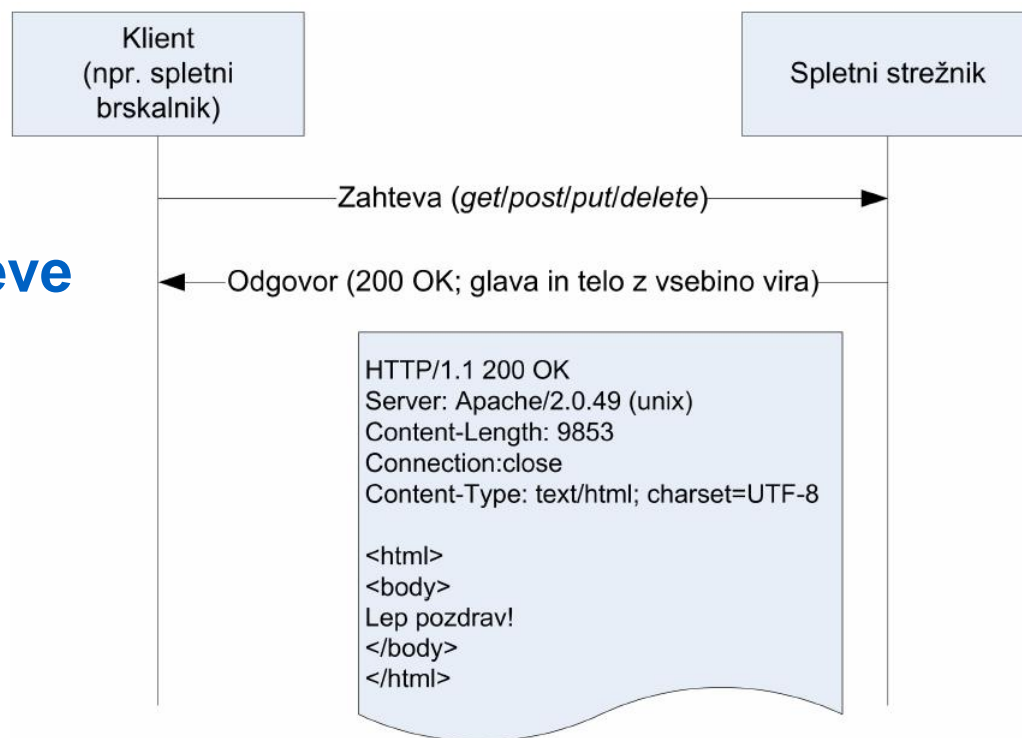 Klient
(npr. spletni
brskalnik)
Spletni strežnik
Zahteva (get/post/put/delete)
eve
Odgovor (200 OK; glava in telo z vsebino vira)
HTTP/1.1 200 OK
Server: Apache/2.0.49 (unix)
Content-Length: 9853
Connection:close
Content-Type: text/html; charset=UTF-8
<html>
<body>
Lep pozdrav!
</body>
</html>